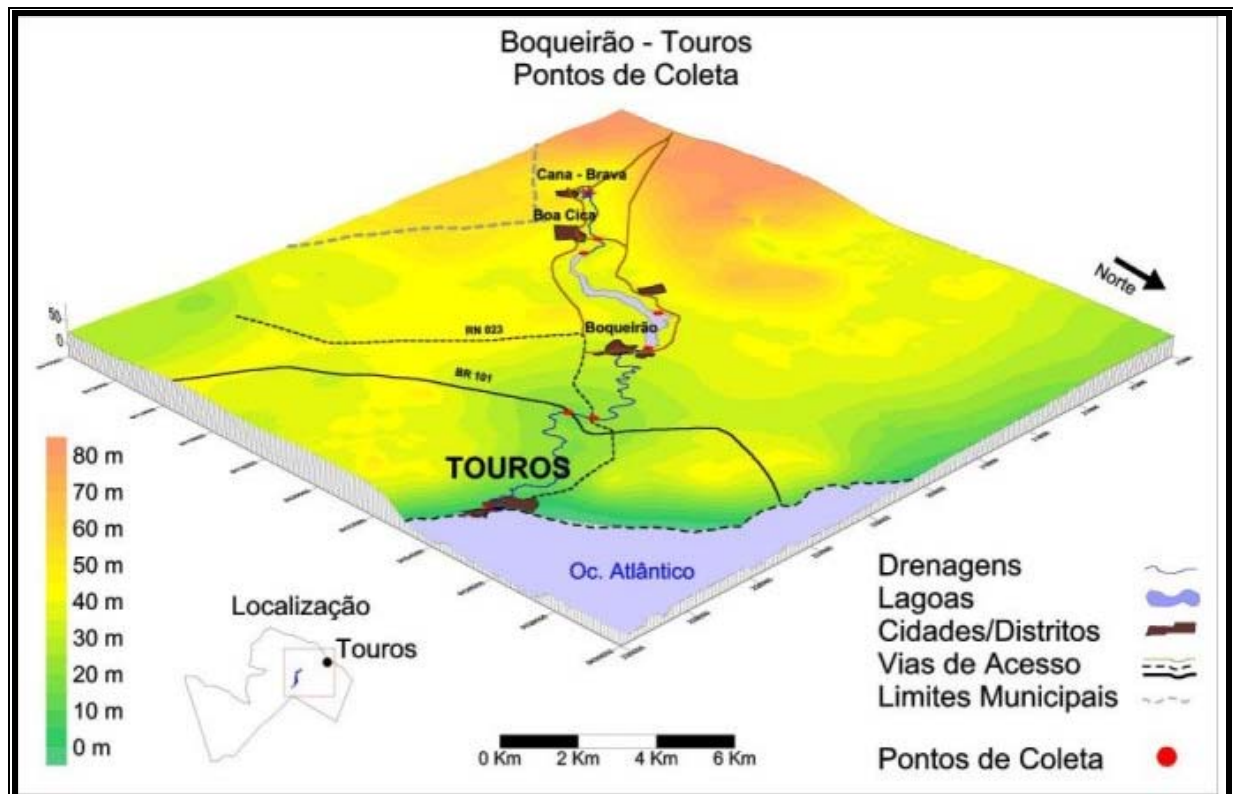 Boqueirão - Touros
Pontos de Coleta
Cana - Brava
Boa Cica
Norte
50
0
RN 023
Boqueirão
BR 101
TOUROS
80 m
70 m
60 m
50 m
40 m
30 m
20 m
10 m
0 m
Oc. Atlântico
Localização
Touros
0 Km 2 Km 4 Km 6 Km
Drenagens
Lagoas
Cidades/Distritos
Vias de Acesso
Limites Municipais
Pontos de Coleta